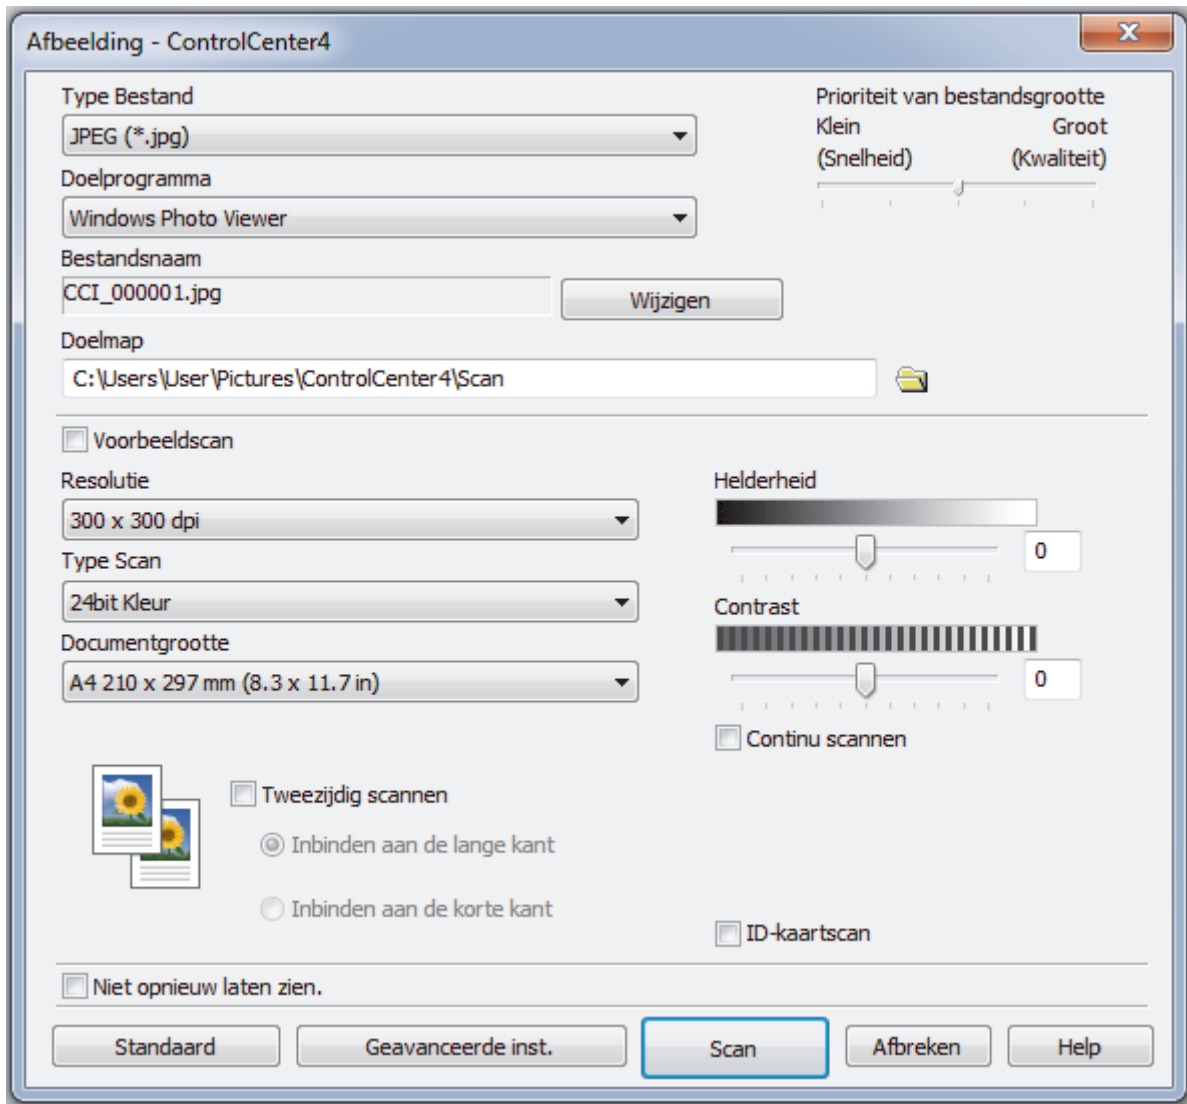 Afbeelding - ControlCenter4
Type Bestand
JPEG (*.jpg)
Prioriteit van bestandsgrootte
Klein Groot
(Snelheid) (Kwaliteit)
Doelprogramma
Windows Photo Viewer
Bestandsnaam
CCI_000001.jpg
Wijzigen
Doelmap
C:\Users\User\Pictures\ControlCenter4\Scan
Voorbeeldscan
Resolutie
300 x 300 dpi
Type Scan
24bit Kleur
Documentgrootte
A4 210 x 297 mm (8.3 x 11.7 in)
Helderheid
0
Contrast
0
Continu scannen
Tweezijdig scannen
Inbinden aan de lange kant
Inbinden aan de korte kant
ID-kaartscan
Niet opnieuw laten zien.
Standaard Geavanceerde inst. Scan Afbreken Help